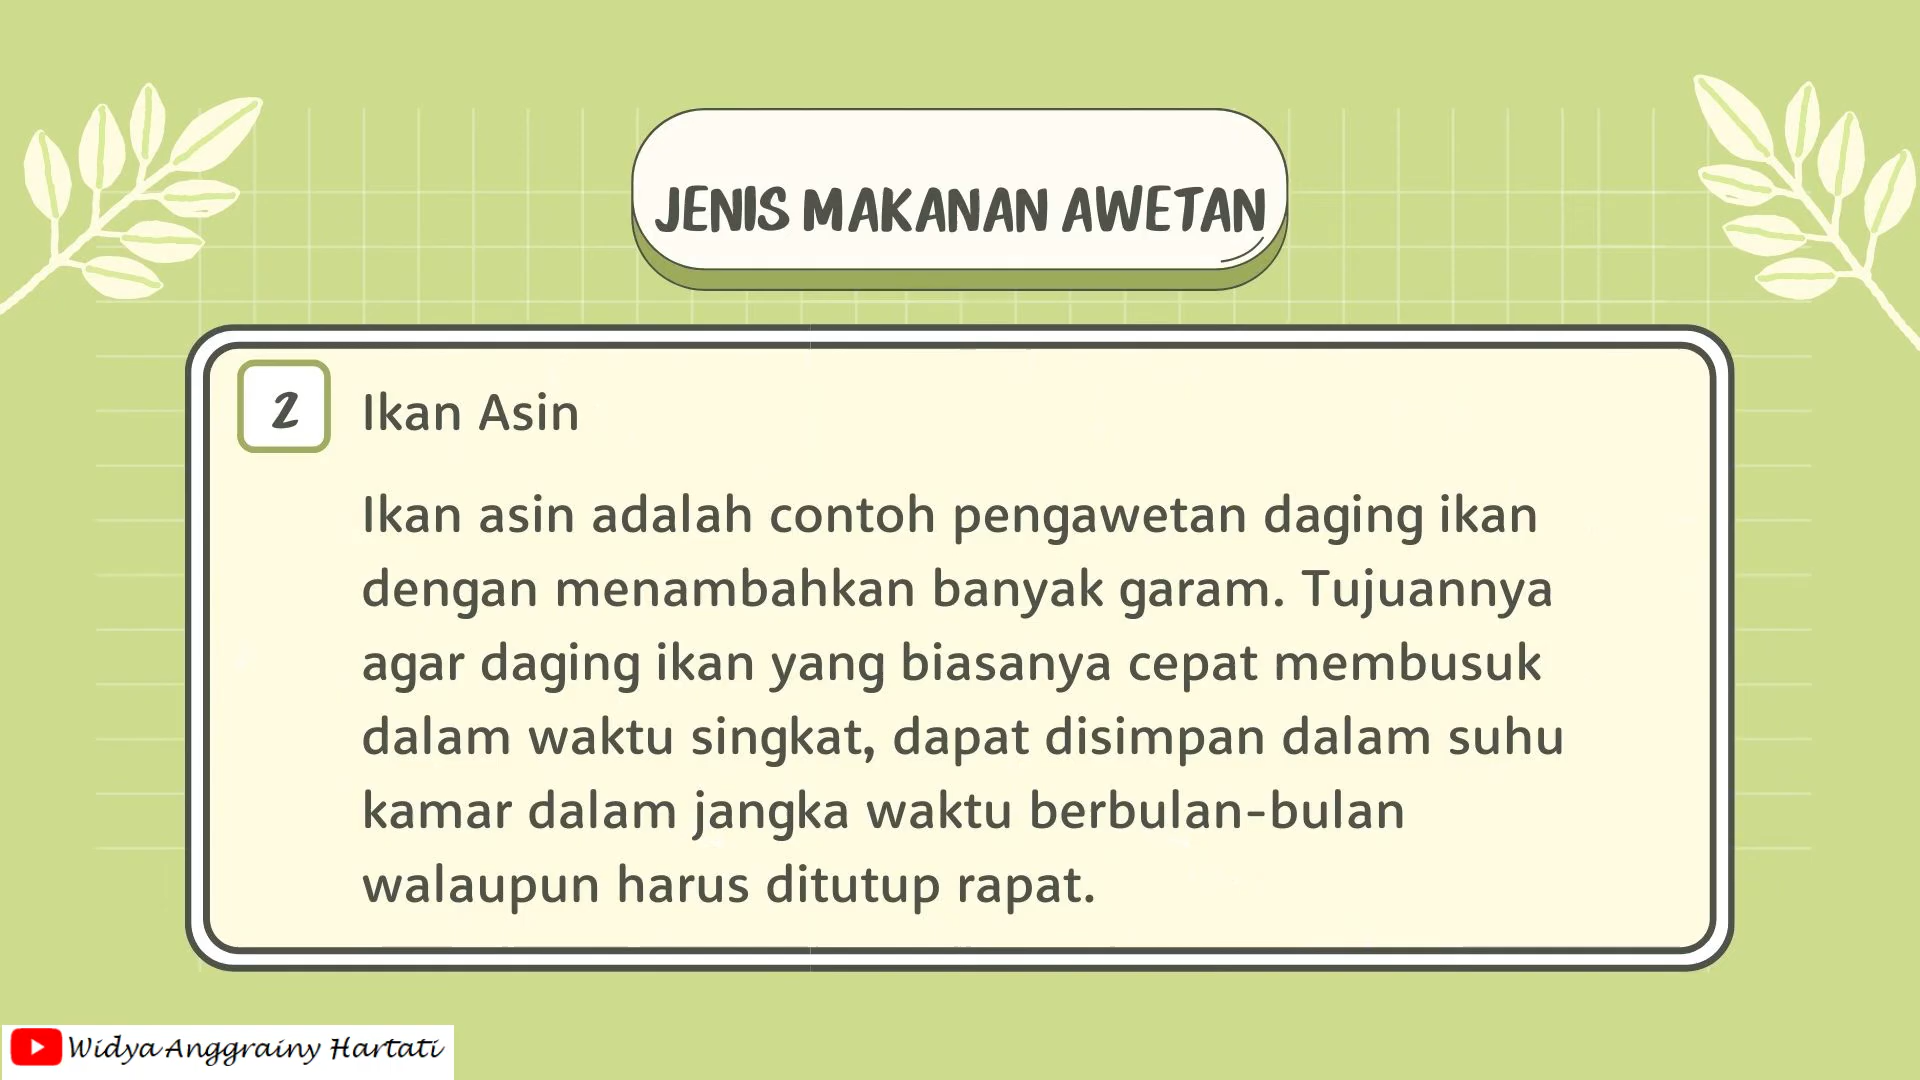 JENIS MAKANAN AWETAN
2 Ikan Asin
Ikan asin adalah contoh pengawetan daging ikan
dengan menambahkan banyak garam. Tujuannya
agar daging ikan yang biasanya cepat membusuk
dalam waktu singkat, dapat disimpan dalam suhu
kamar dalam jangka waktu berbulan-bulan
walaupun harus ditutup rapat.
Widya Anggrainy Hartati